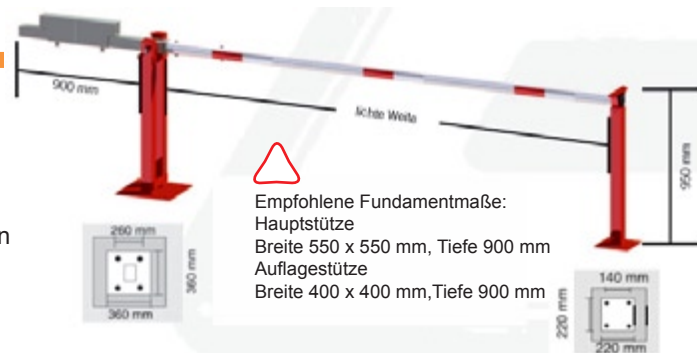 900 mm
lichte Weite
950 mm
Empfohlene Fundamentmaße:
Hauptstütze
Breite 550 x 550 mm, Tiefe 900 mm
Auflagestütze
Breite 400 x 400 mm,Tiefe 900 mm
n
260 mm
360 mm
360 mm
140 mm
220 mm
220 mm